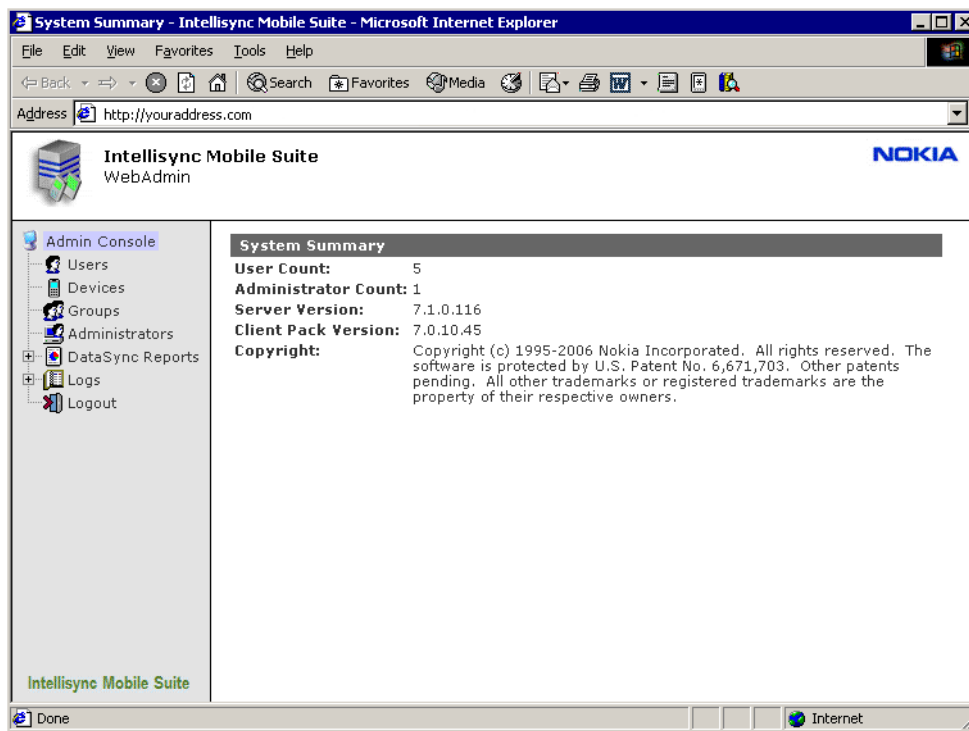 System Summary - Intellisync Mobile Suite - Microsoft Internet Explorer
File Edit View Favorites Tools Help
Back Search Favorites Media
Address http://youraddress.com
Intellisync Mobile Suite
WebAdmin
NOKIA
Admin Console
Users
Devices
Groups
Administrators
DataSync Reports
Logs
Logout
System Summary
User Count: 5
Administrator Count: 1
Server Version: 7.1.0.116
Client Pack Version: 7.0.10.45
Copyright: Copyright (c) 1995-2006 Nokia Incorporated. All rights reserved. The
software is protected by U.S. Patent No. 6,671,703. Other patents
pending. All other trademarks or registered trademarks are the
property of their respective owners.
Intellisync Mobile Suite
Done Internet